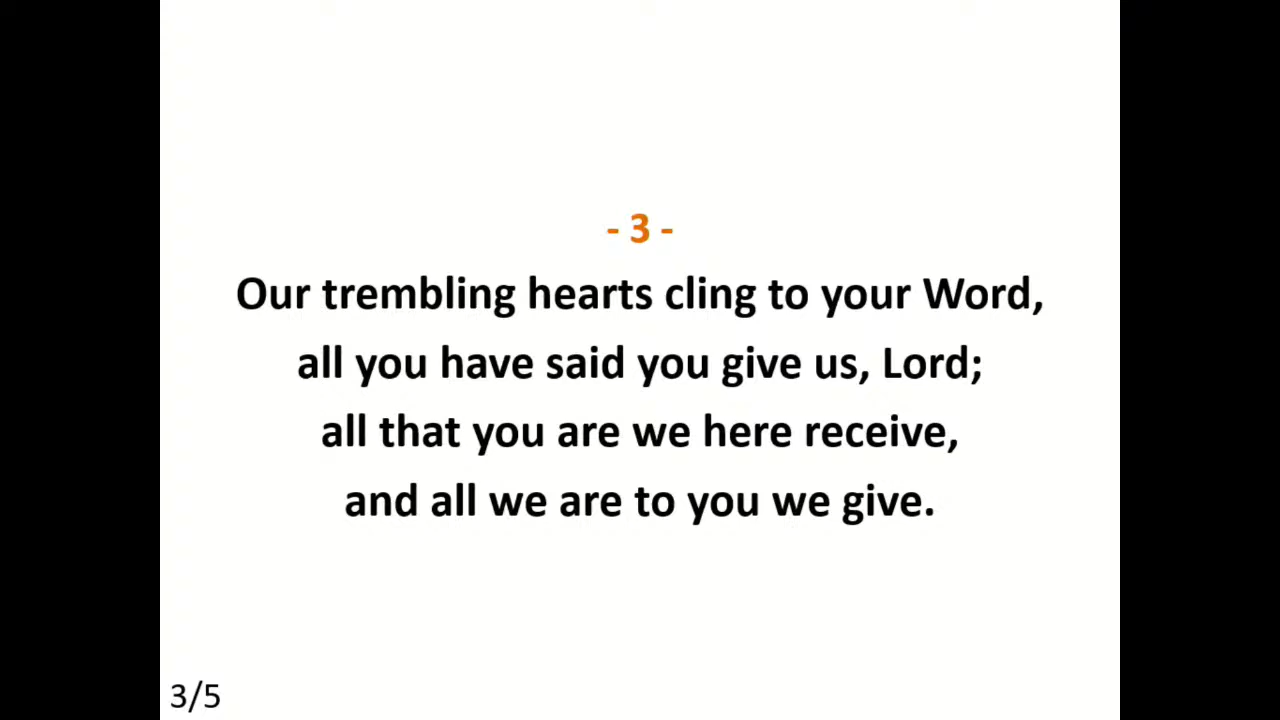 - 3 -
Our trembling hearts cling to your Word,
all you have said you give us, Lord;
all that you are we here receive,
and all we are to you we give.
3/5